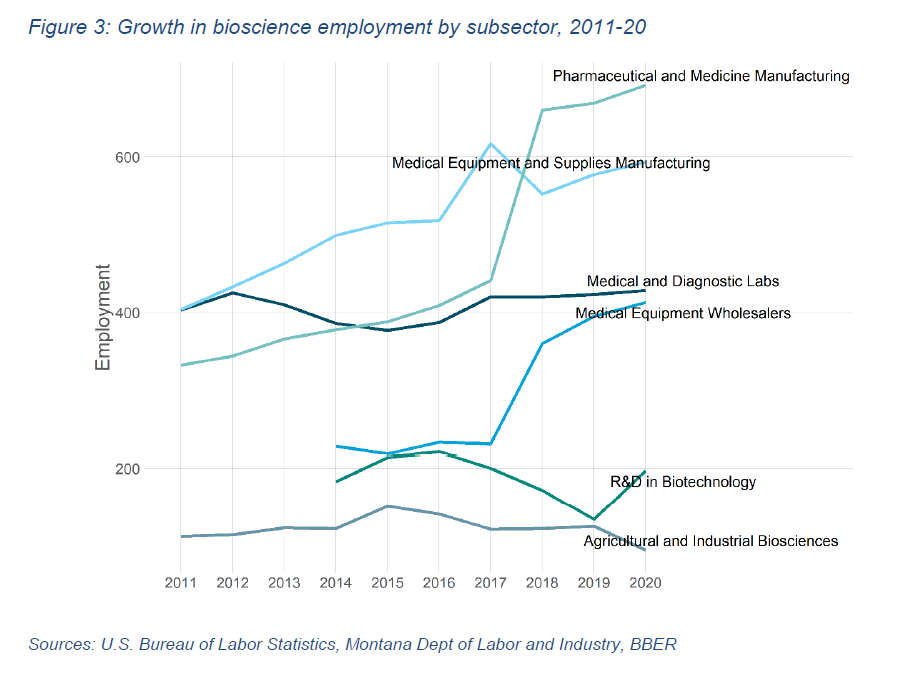 Figure 3: Growth in bioscience employment by subsector, 2011-20
Pharmaceutical and Medicine Manufacturing
600
Medical Equipment and Supplies Manufacturing
Medical and Diagnostic Labs
400
Medical Equipment Wholesalers
Employment
200
R&D in Biotechnology
Agricultural and Industrial Biosciences
2011 2012 2013 2014 2015 2016 2017 2018 2019 2020
Sources: U.S. Bureau of Labor Statistics, Montana Dept of Labor and Industry, BBER